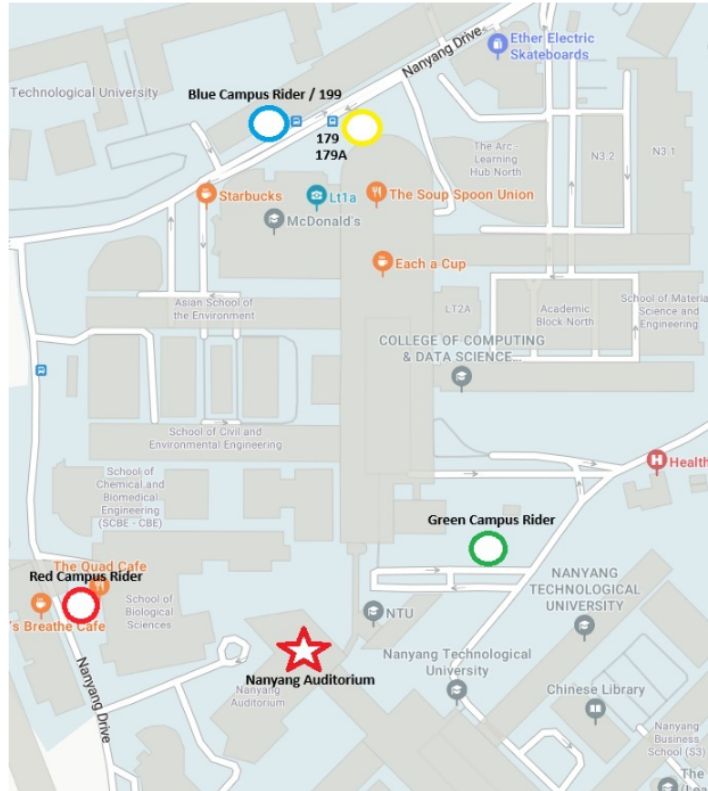 Ether Electric
Skateboards
Nanyang Drive
Technological University
Blue Campus Rider / 199
179
179A
The Arc -
Learning
Hub North
N3.2
N3.1
Starbucks
Lt1a
The Soup Spoon Union
McDonald's
Each a Cup
Asian School of
the Environment
LT2A
Academic
Block North
School of Material
Science and
Engineering
COLLEGE OF COMPUTING
& DATA SCIENCE...
School of Civil and
Environmental Engineering
Health
School of
Chemical and
Biomedical
Engineering
(SCBE - CBE)
Green Campus Rider
The Quad Cafe
Red Campus Rider
's Breathe Cafe
School of
Biological
Sciences
NANYANG
TECHNOLOGICAL
UNIVERSITY
NTU
Nanyang Drive
Nanyang Auditorium
Nanyang
Auditorium
Nanyang Technological
University
Chinese Library
Nanyang
Business
School (S3)
The